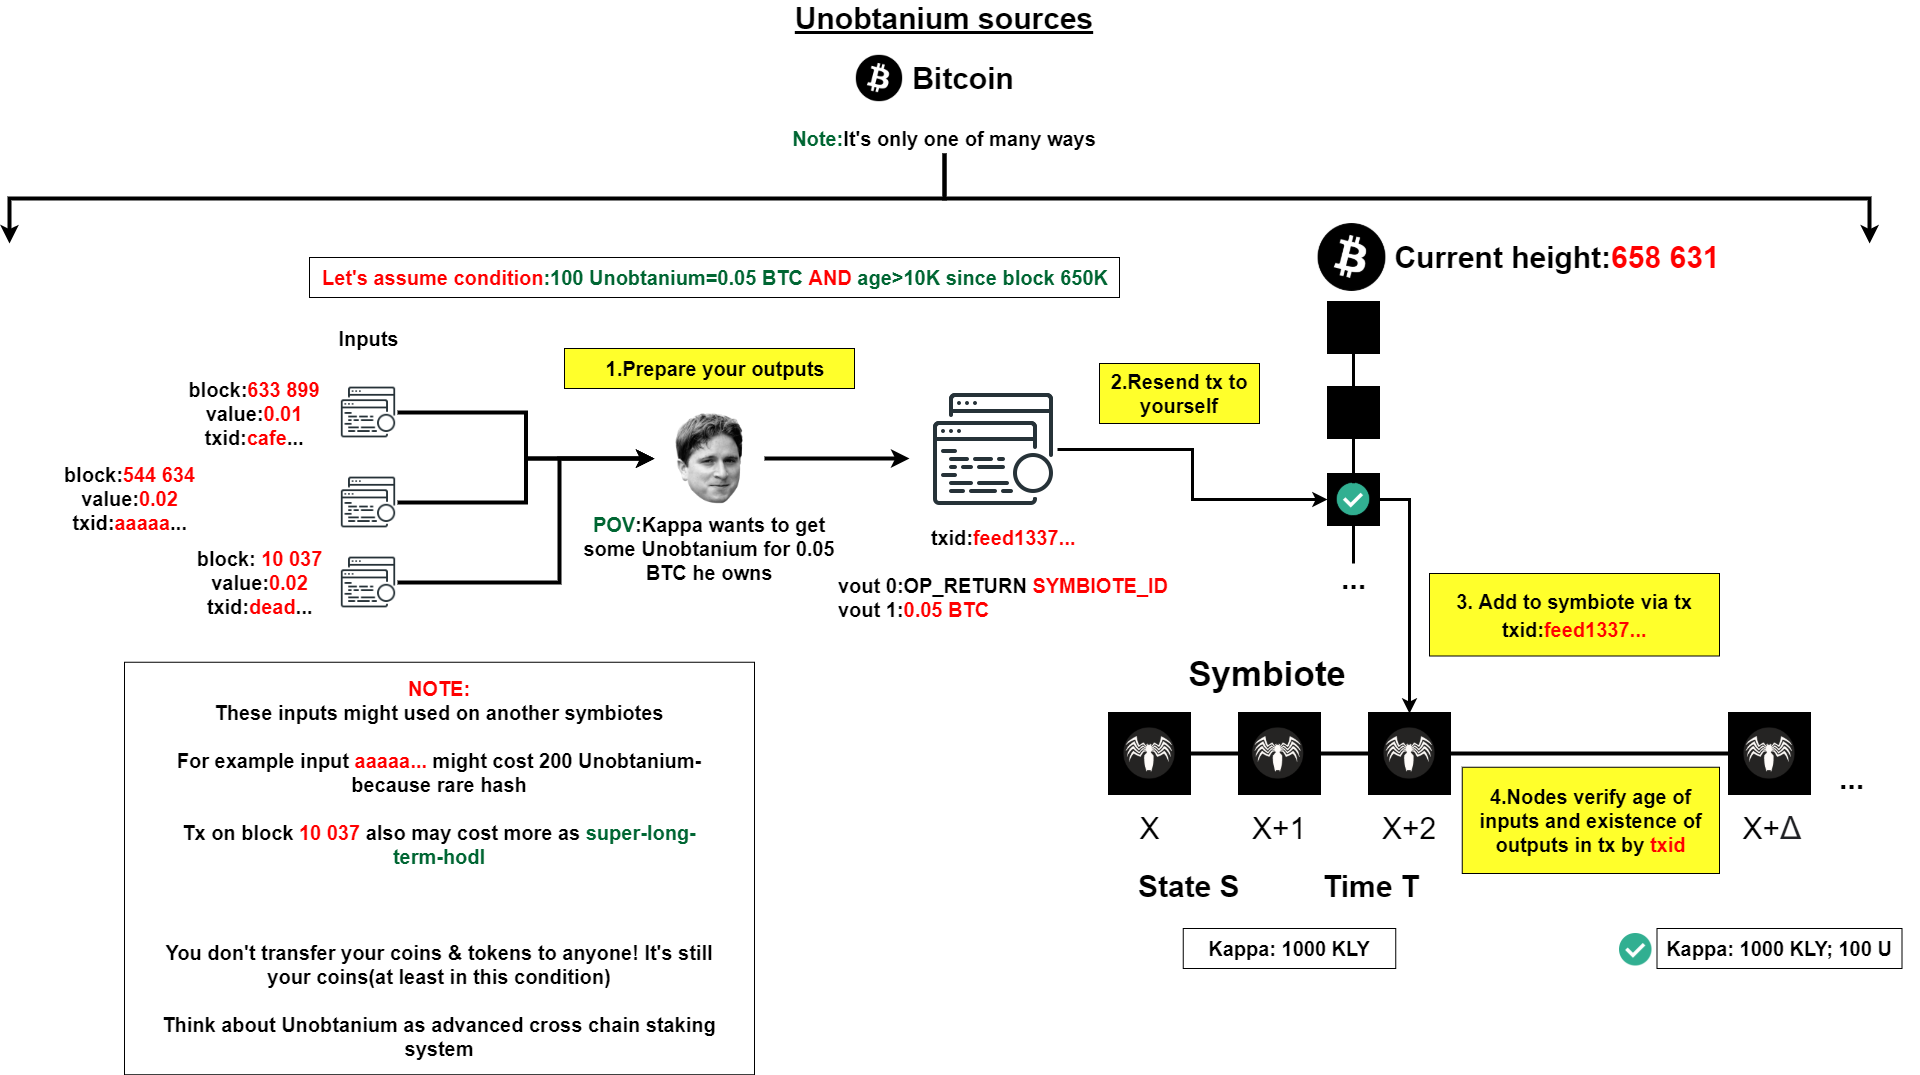 Unobtanium sources
Bitcoin
Note:It's only one of many ways
Current height:658 631
Let's assume condition:100 Unobtanium=0.05 BTC AND age>10K since block 650K
Inputs
block:633 899
value:0.01
txid:cafe...
block:544 634
value:0.02
txid:aaaaa...
block: 10 037
value:0.02
txid:dead...
1.Prepare your outputs
POV:Kappa wants to get
some Unobtanium for 0.05
BTC he owns
txid:feed1337...
vout 0:OP_RETURN SYMBIOTE_ID
vout 1:0.05 BTC
2.Resend tx to
yourself
...
3. Add to symbiote via tx
txid:feed1337...
NOTE:
These inputs might used on another symbiotes
For example input aaaaa... might cost 200 Unobtanium-
because rare hash
Tx on block 10 037 also may cost more as super-long-
term-hodl
You don't transfer your coins & tokens to anyone! It's still
your coins(at least in this condition)
Think about Unobtanium as advanced cross chain staking
system
Symbiote
...
X
X+1
X+2
X+Δ
4.Nodes verify age of
inputs and existence of
outputs in tx by txid
State S
Time T
Kappa: 1000 KLY
Kappa: 1000 KLY; 100 U